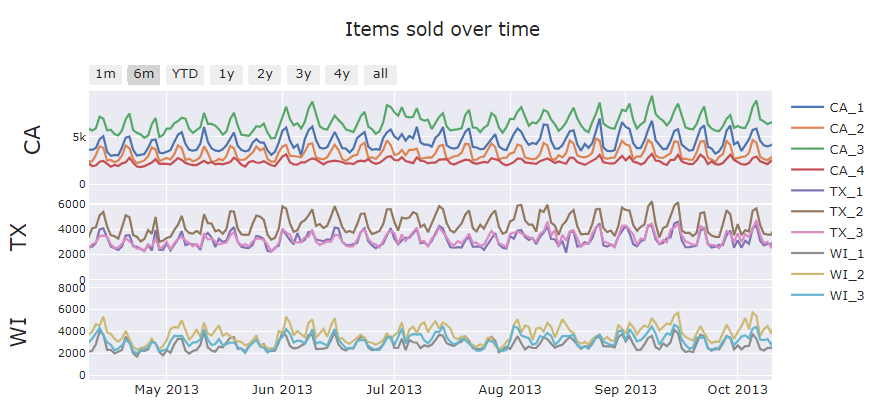 Items sold over time
1m 6m YTD 1y 2y 3y 4y all
CA
5k
0
TX
6000
4000
2000
0
WI
8000
6000
4000
2000
0
May 2013 Jun 2013 Jul 2013 Aug 2013 Sep 2013 Oct 2013
CA_1
CA_2
CA_3
CA_4
TX_1
TX_2
TX_3
WI_1
WI_2
WI_3